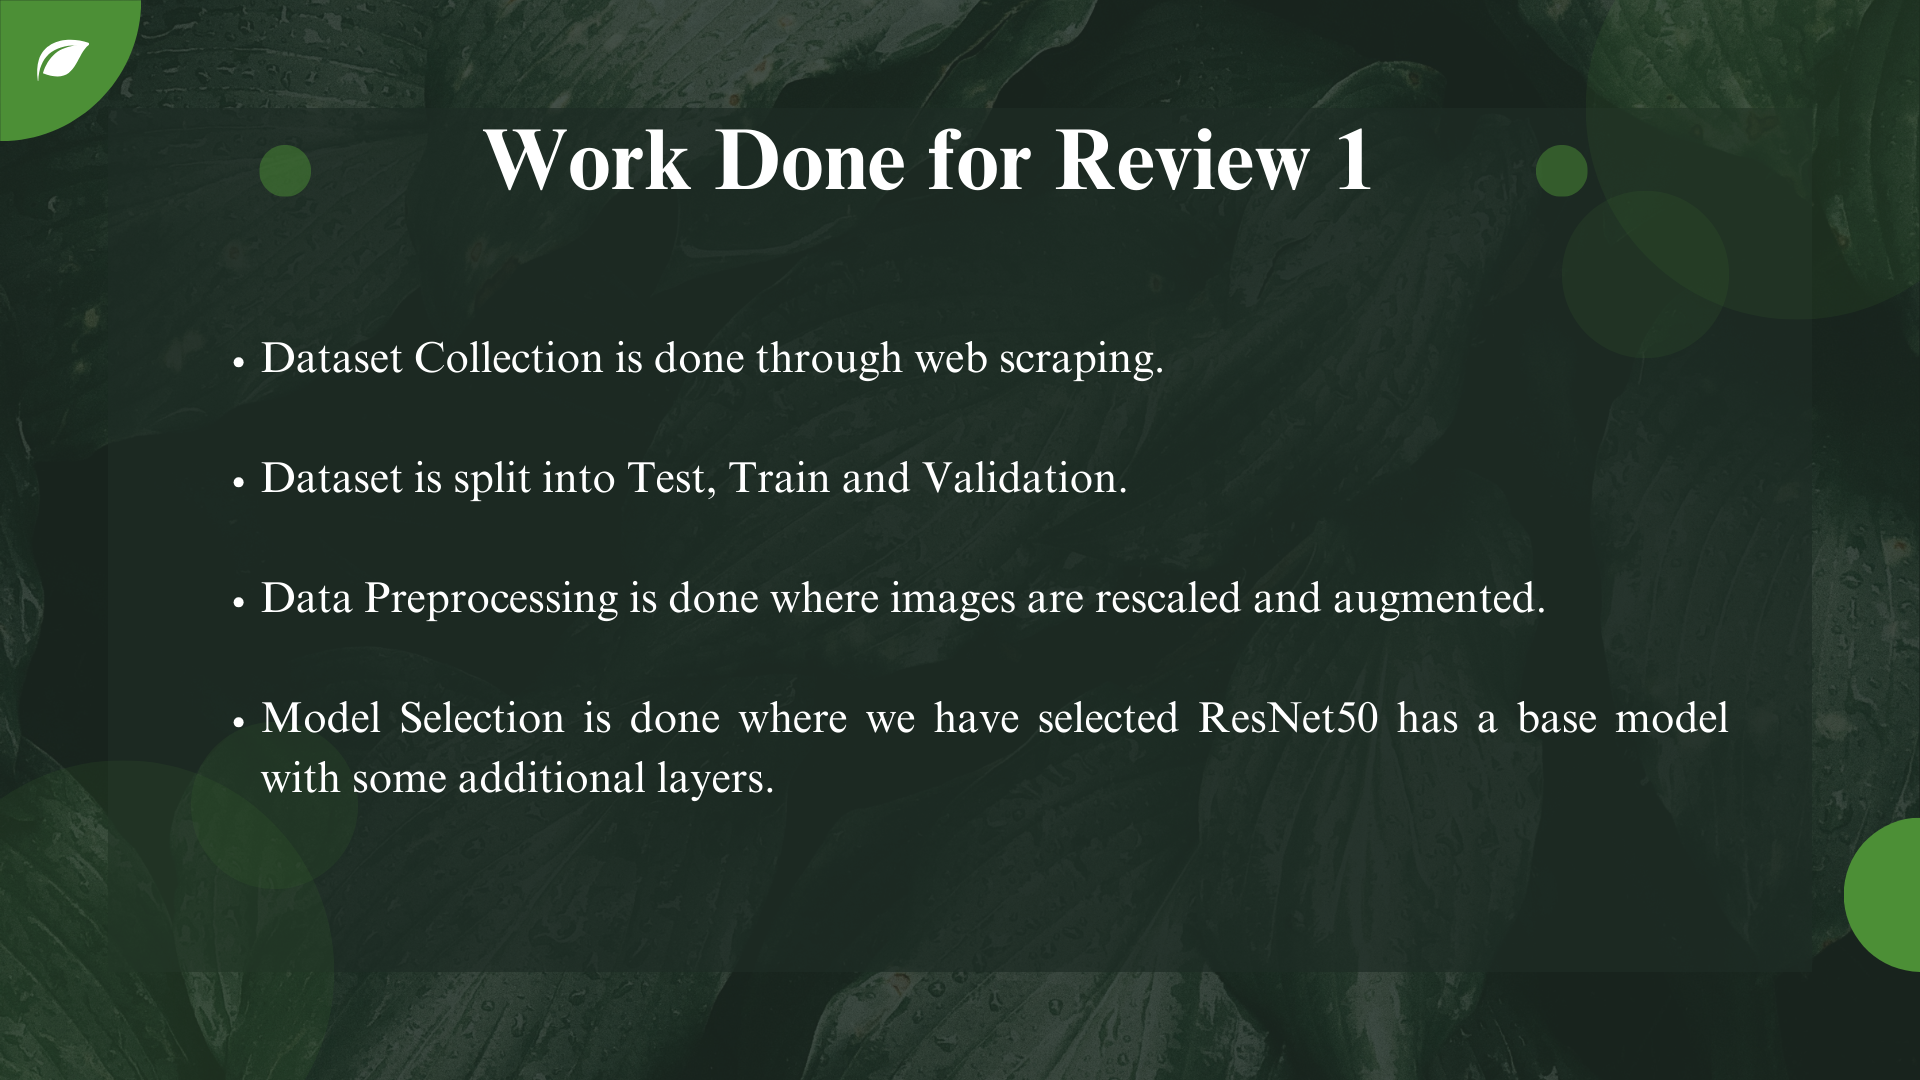 Work Done for Review 1
• Dataset Collection is done through web scraping.
• Dataset is split into Test, Train and Validation.
• Data Preprocessing is done where images are rescaled and augmented.
• Model Selection is done where we have selected ResNet50 has a base model
with some additional layers.